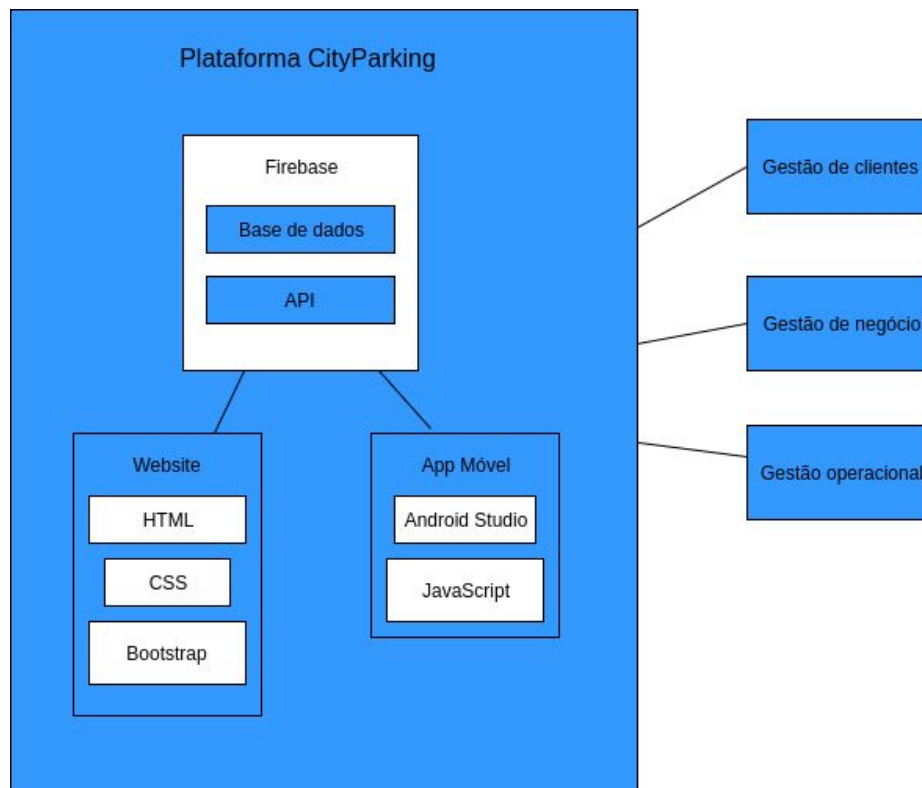 Plataforma CityParking
Firebase
Base de dados
API
Website
HTML
CSS
Bootstrap
App Móvel
Android Studio
JavaScript
Gestão de clientes
Gestão de negócio
Gestão operacional